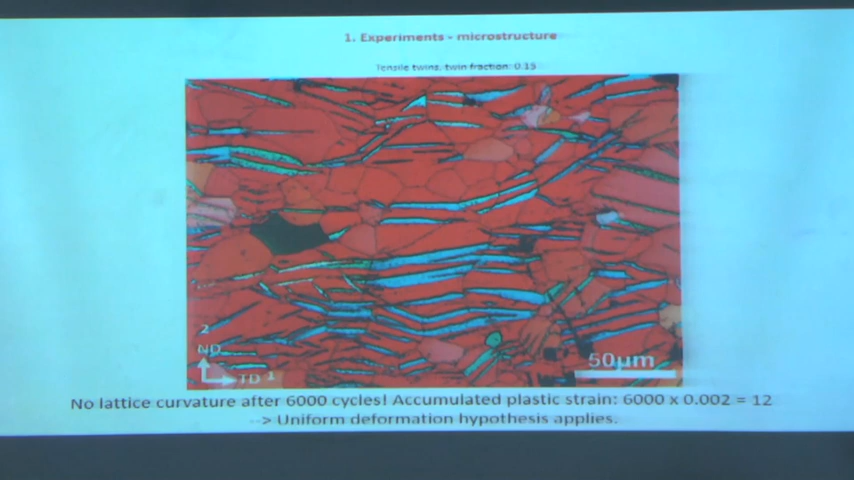 1. Experiments - microstructure
Tensile twins, twin fraction: 0.15
2
ND
TD 1
50µm
No lattice curvature after 6000 cycles! Accumulated plastic strain: 6000 x 0.002 = 12
--> Uniform deformation hypothesis applies.